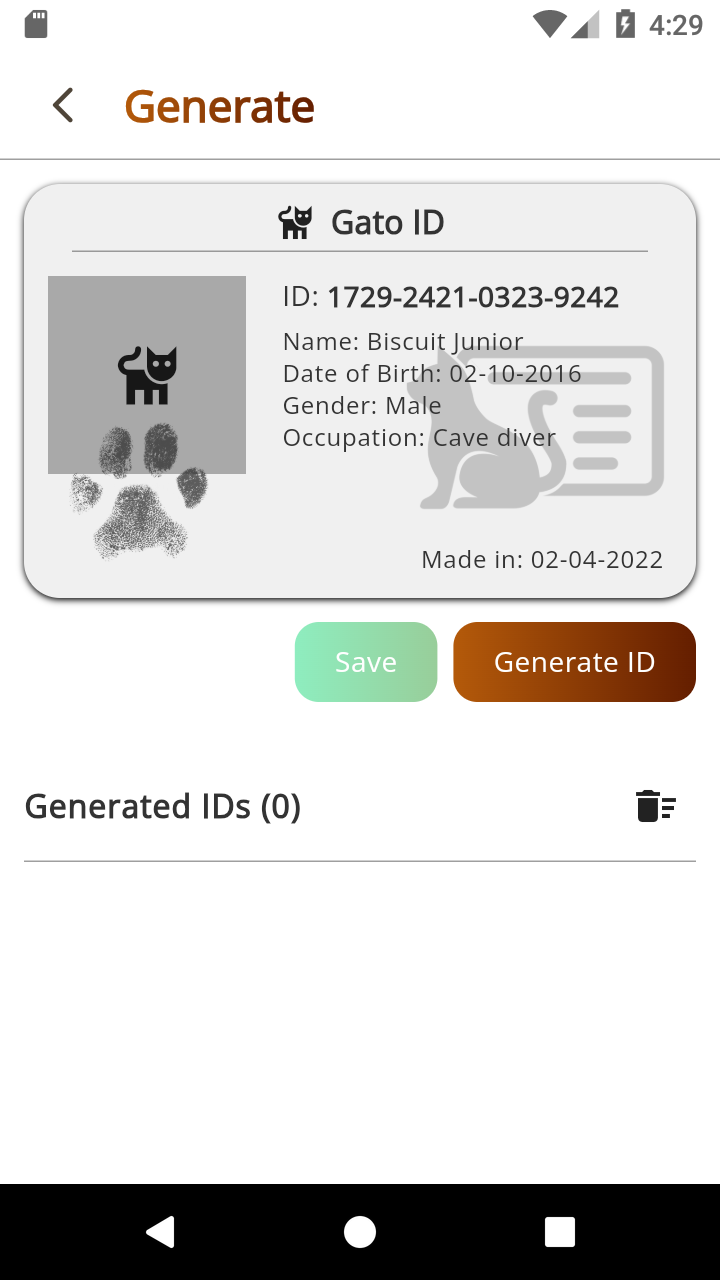 4:29
Generate
Gato ID
ID: 1729-2421-0323-9242
Name: Biscuit Junior
Date of Birth: 02-10-2016
Gender: Male
Occupation: Cave diver
Made in: 02-04-2022
Save
Generate ID
Generated IDs (0)